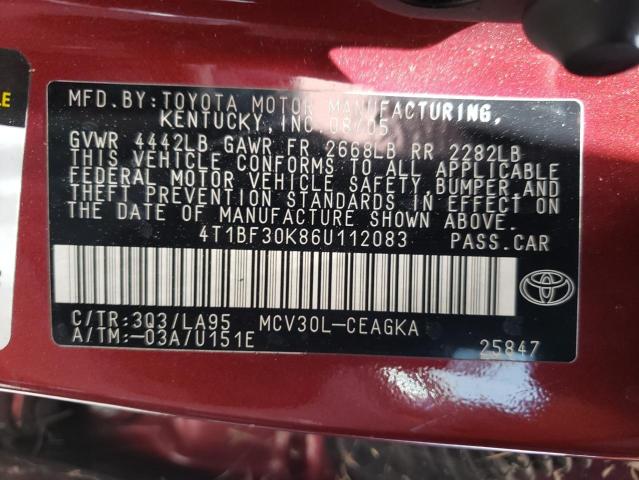 MFD.BY:TOYOTA MOTOR MANUFACTURING,
KENTUCKY, INC. 08/05
GVWR 4442LB GAWR FR 2668LB RR 2282LB
THIS VEHICLE CONFORMS TO ALL APPLICABLE
FEDERAL MOTOR VEHICLE SAFETY, BUMPER AND
THEFT PREVENTION STANDARDS IN EFFECT ON
THE DATE OF MANUFACTURE SHOWN ABOVE.
4T1BF30K86U112083 PASS.CAR
TOYOTA
C/TR:3Q3/LA95 MCV30L-CEAGKA
A/TM:-03A/U151E 25847